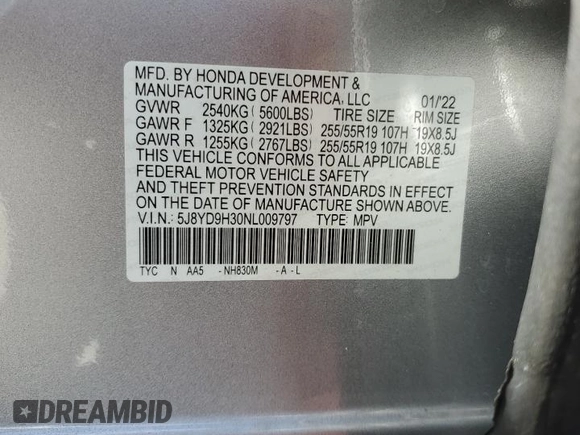 MFD. BY HONDA DEVELOPMENT &
MANUFACTURING OF AMERICA, LLC 01/'22
GVWR 2540KG (5600LBS) TIRE SIZE RIM SIZE
GAWR F 1325KG (2921LBS) 255/55R19 107H 19X8.5J
GAWR R 1255KG (2767LBS) 255/55R19 107H 19X8.5J
THIS VEHICLE CONFORMS TO ALL APPLICABLE
FEDERAL MOTOR VEHICLE SAFETY
AND THEFT PREVENTION STANDARDS IN EFFECT
ON THE DATE OF MANUFACTURE SHOWN ABOVE.
V.I.N.: 5J8YD9H30NL009797 TYPE: MPV
TYC N AA5 -NH830M -A-L
DREAMBID